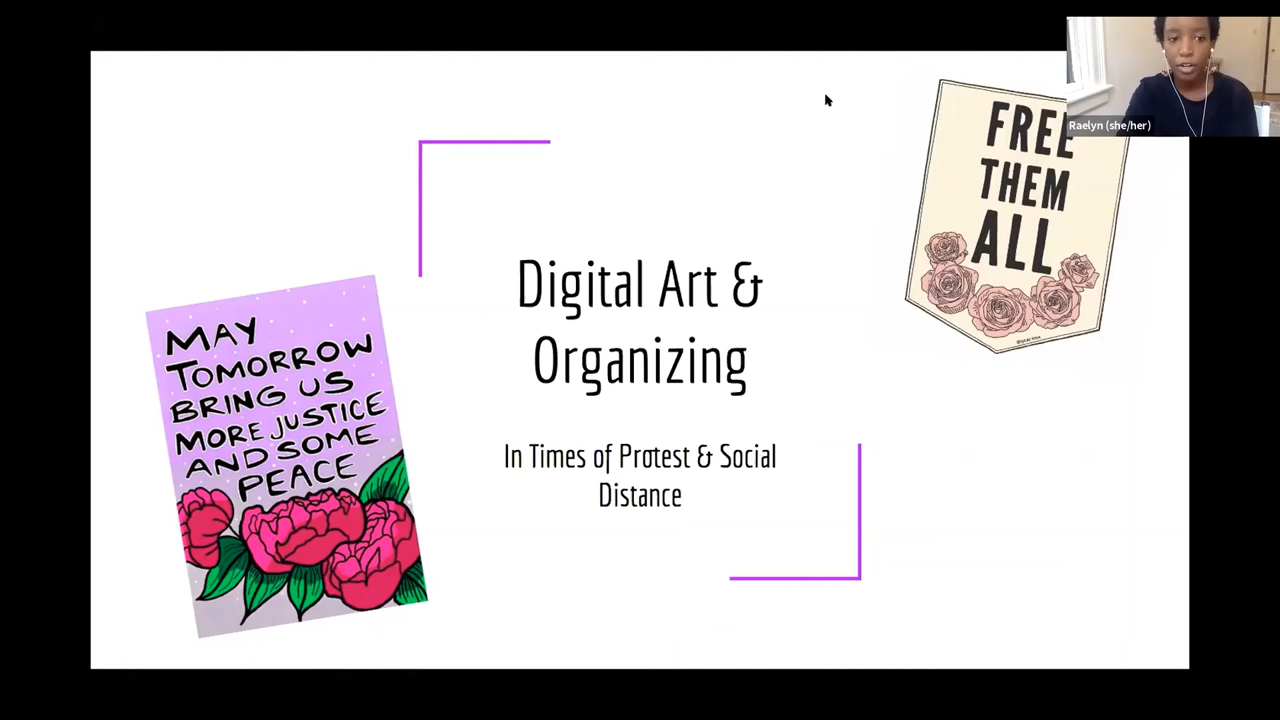 Raelyn (she/her)
FREE
THEM
ALL
Digital Art &
Organizing
In Times of Protest & Social
Distance
MAY
TOMORROW
BRING US
MORE JUSTICE
AND SOME
PEACE